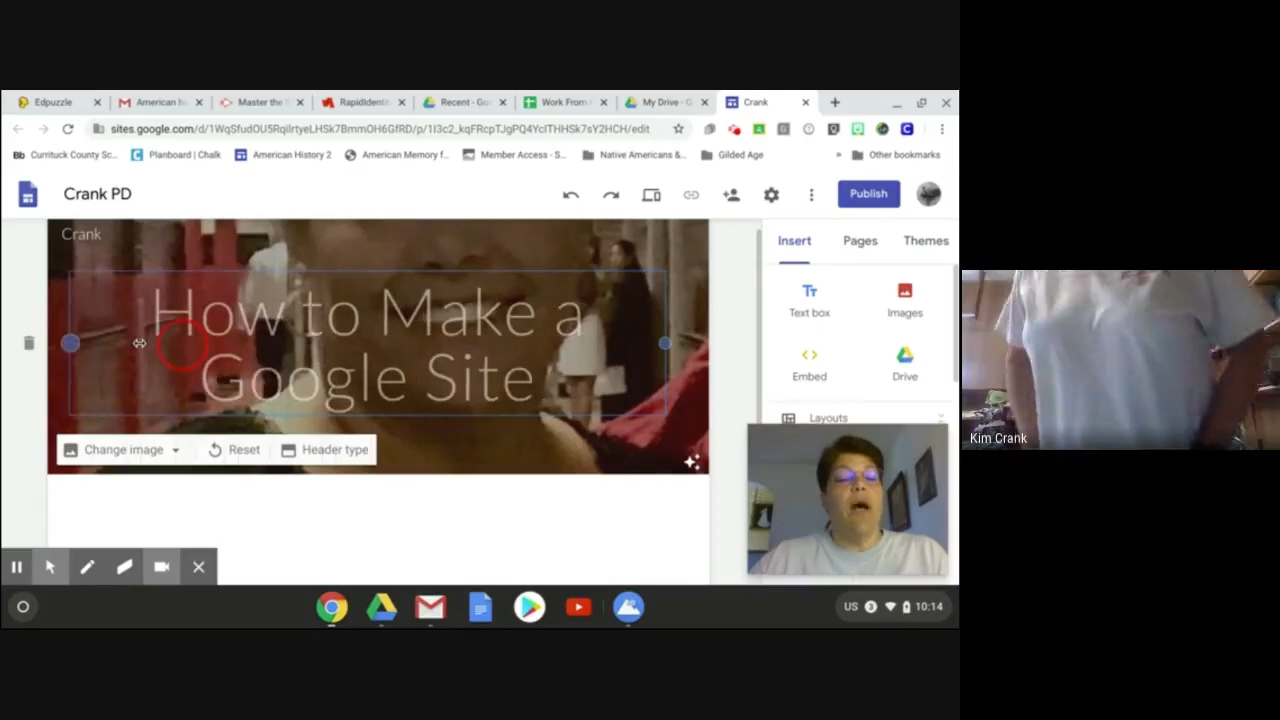 Edpuzzle
American h
Master the
RapidIdenti
Recent - Go
Work From
My Drive - G
Crank
sites.google.com/d/
/edit
Currituck County Sc...
Planboard | Chalk
American History 2
American Memory f...
Member Access - S...
Native Americans &...
Gilded Age
» Other bookmarks
Crank PD
Publish
Crank
Insert
Pages
Themes
How to Make a
Google Site
Text box
Images
Embed
Drive
Layouts
Change image
Reset
Header type
Kim Crank
US
3
10:14